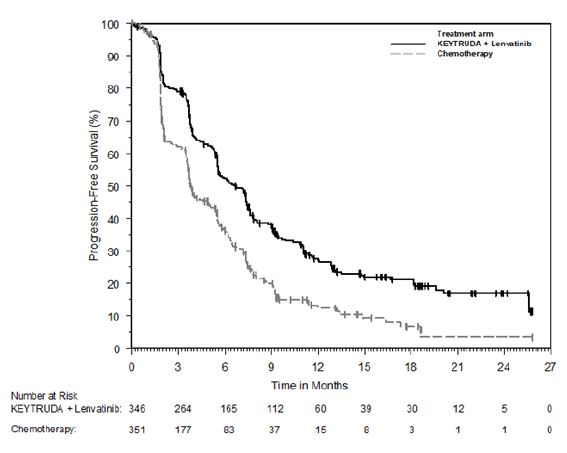 Treatment arm
KEYTRUDA + Lenvatinib
Chemotherapy
Progression-Free Survival (%)
100
90
80
70
60
50
40
30
20
10
0
0 3 6 9 12 15 18 21 24 27
Time in Months
Number at Risk
KEYTRUDA + Lenvatinib: 346 264 165 112 60 39 30 12 5 0
Chemotherapy: 351 177 83 37 15 8 3 1 1 0